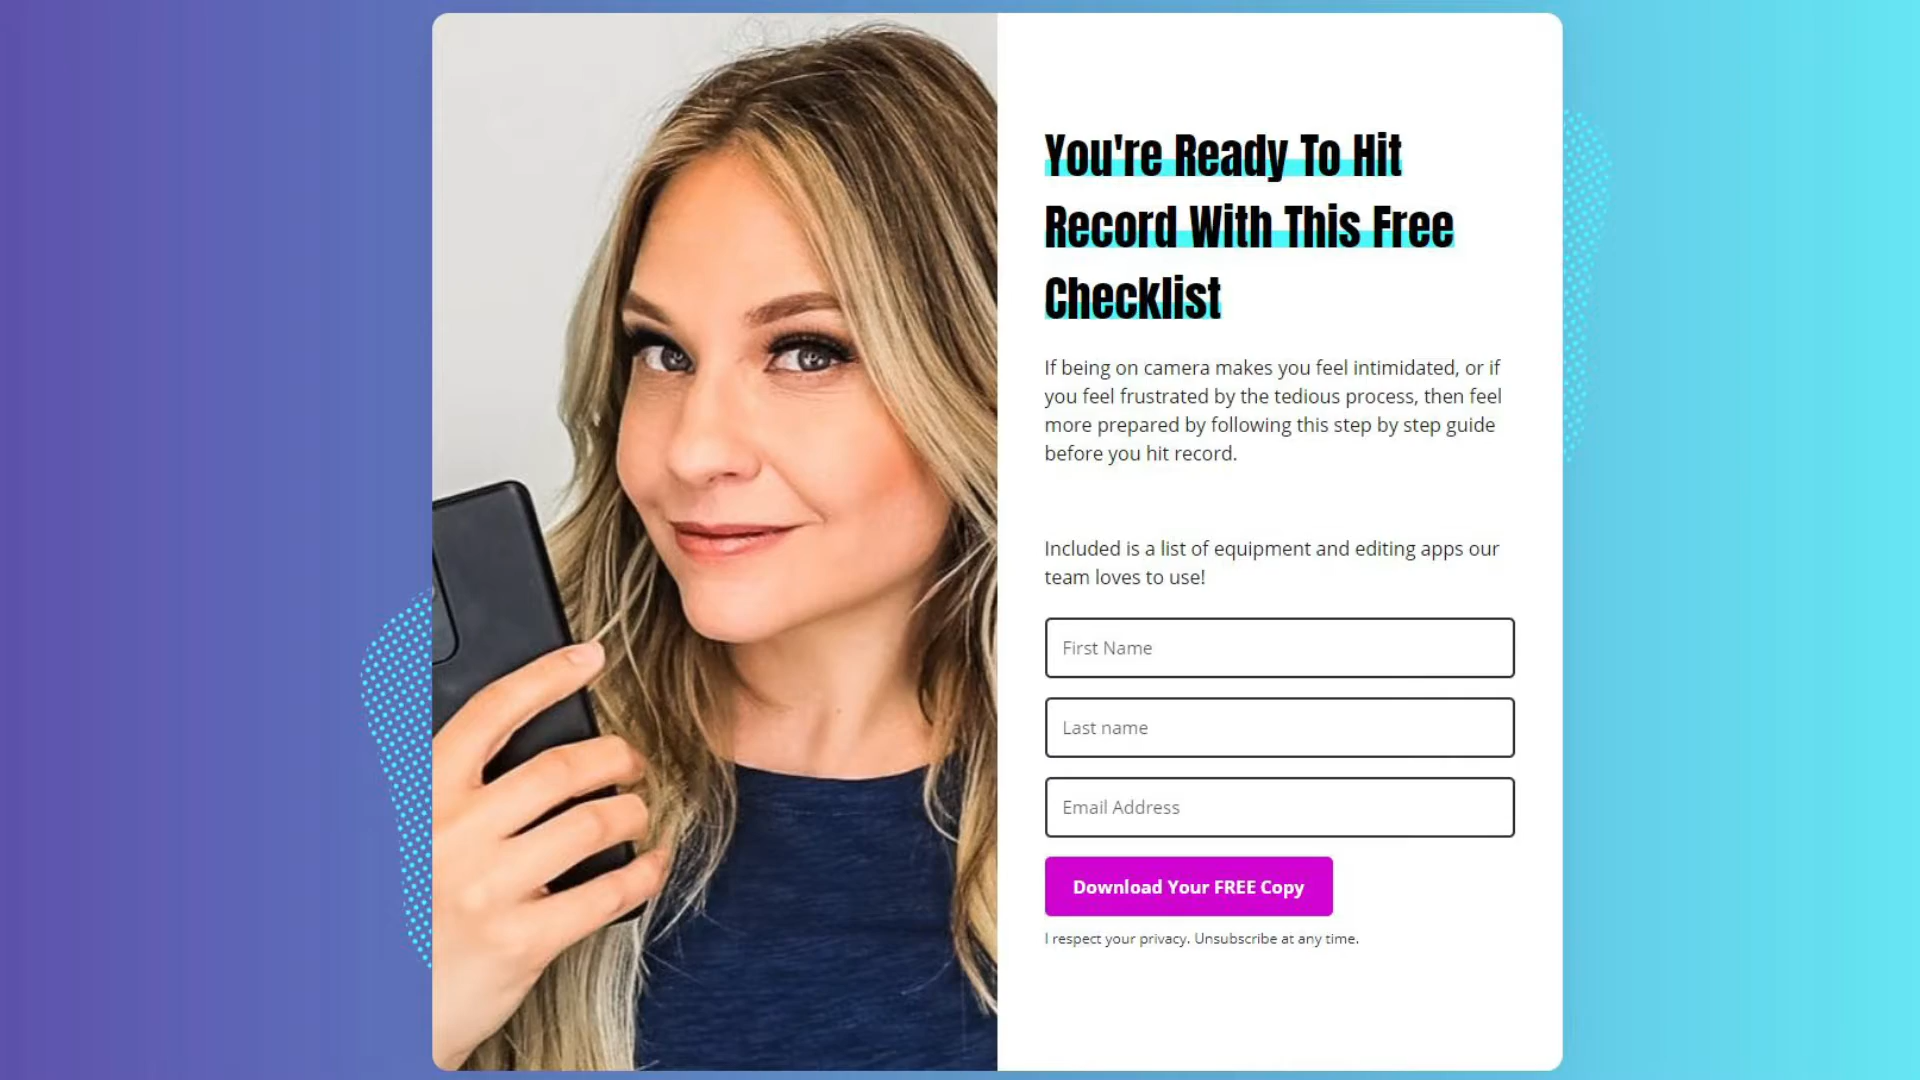 You're Ready To Hit
Record With This Free
Checklist
If being on camera makes you feel intimidated, or if
you feel frustrated by the tedious process, then feel
more prepared by following this step by step guide
before you hit record.
Included is a list of equipment and editing apps our
team loves to use!
First Name
Last name
Email Address
Download Your FREE Copy
I respect your privacy. Unsubscribe at any time.